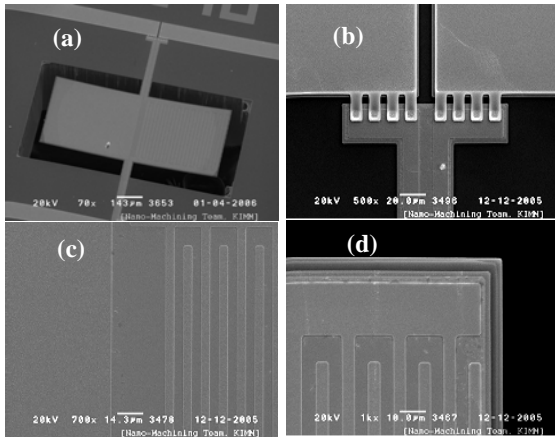 (a)
20kV 70x 143µm 3653 01-04-2006
[Nano-Machining Team. KIMM]
(b)
20kV 500x 20.0µm 3496 12-12-2005
[Nano-Machining Team. KIMM]
(c)
20kV 700x 14.3µm 3478 12-12-2005
[Nano-Machining Team. KIMM]
(d)
20kV 1kx 10.0µm 3467 12-12-2005
[Nano-Machining Team. KIMM]